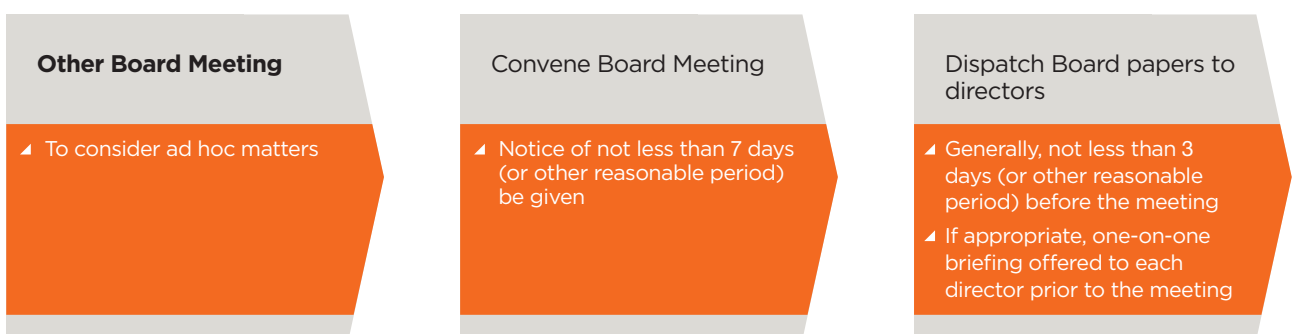 Other Board Meeting
To consider ad hoc matters
Convene Board Meeting
Notice of not less than 7 days
(or other reasonable period)
be given
Dispatch Board papers to
directors
Generally, not less than 3
days (or other reasonable
period) before the meeting
If appropriate, one-on-one
briefing offered to each
director prior to the meeting